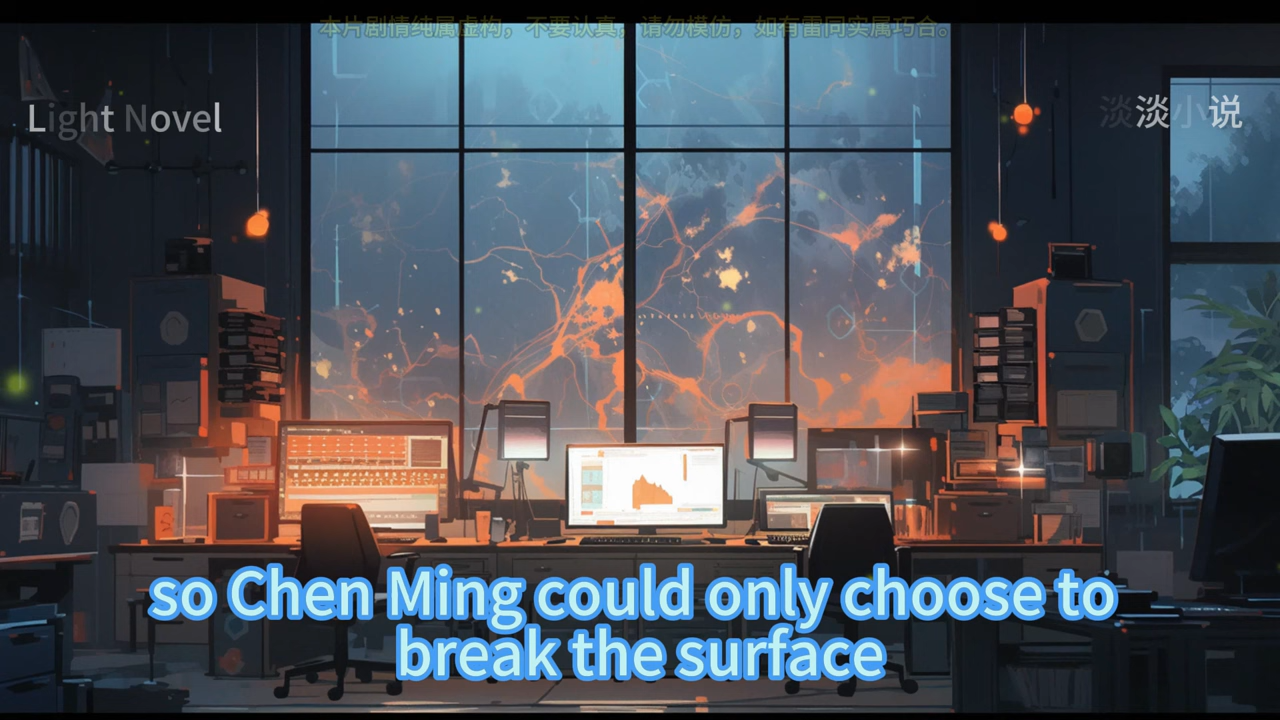 本片剧情纯属虚构，不要认真，请勿模仿，如有雷同实属巧合。
Light Novel
淡淡小说
so Chen Ming could only choose to
break the surface